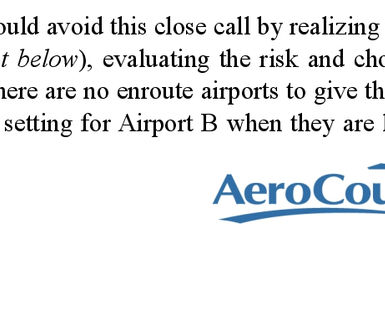 ould avoid this close call by realizing
t below), evaluating the risk and cho
here are no enroute airports to give th
setting for Airport B when they are
AeroCou